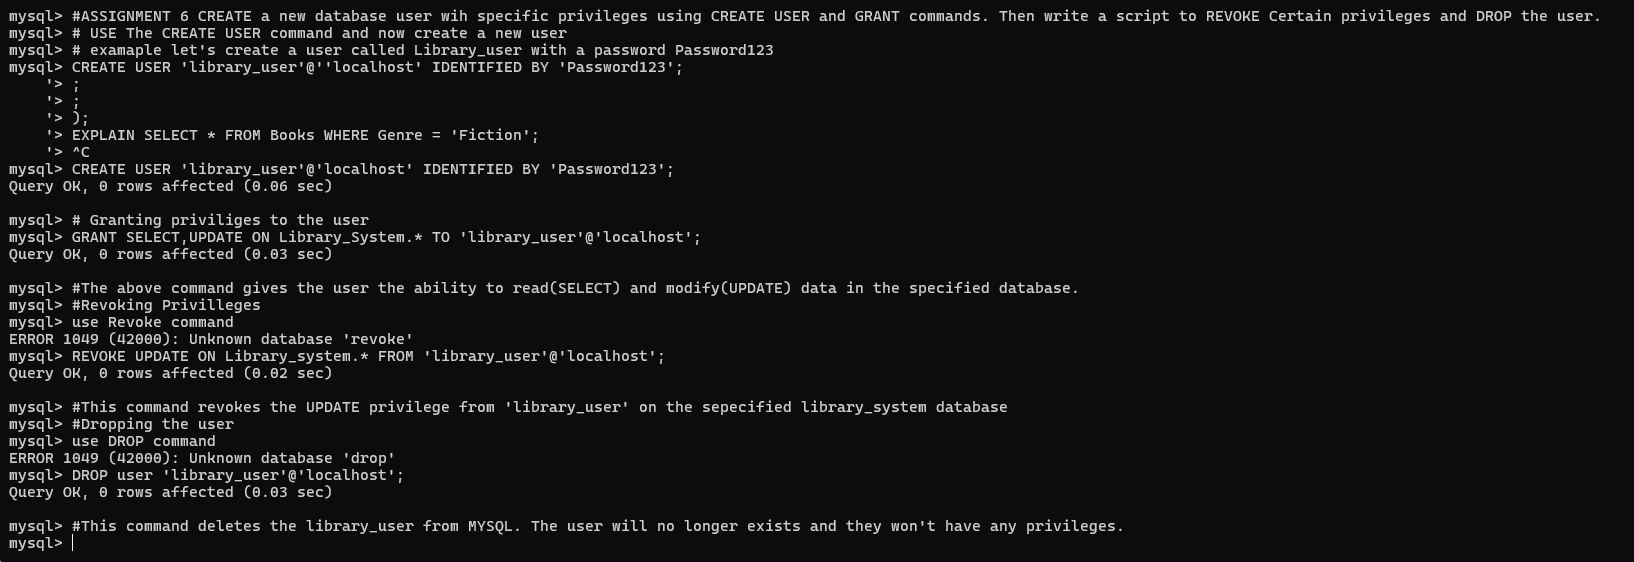 mysql> #ASSIGNMENT 6 CREATE a new database user wih specific privileges using CREATE USER and GRANT commands. Then write a script to REVOKE Certain privileges and DROP the user.
mysql> # USE The CREATE USER command and now create a new user
mysql> # examaple let's create a user called Library_user with a password Password123
mysql> CREATE USER 'library_user'@''localhost' IDENTIFIED BY 'Password123';
    '> ;
    '> ;
    '> );
    '> EXPLAIN SELECT * FROM Books WHERE Genre = 'Fiction';
    '> ^C
mysql> CREATE USER 'library_user'@'localhost' IDENTIFIED BY 'Password123';
Query OK, 0 rows affected (0.06 sec)

mysql> # Granting priviliges to the user
mysql> GRANT SELECT,UPDATE ON Library_System.* TO 'library_user'@'localhost';
Query OK, 0 rows affected (0.03 sec)

mysql> #The above command gives the user the ability to read(SELECT) and modify(UPDATE) data in the specified database.
mysql> #Revoking Privilleges
mysql> use Revoke command
ERROR 1049 (42000): Unknown database 'revoke'
mysql> REVOKE UPDATE ON Library_system.* FROM 'library_user'@'localhost';
Query OK, 0 rows affected (0.02 sec)

mysql> #This command revokes the UPDATE privilege from 'library_user' on the sepecified library_system database
mysql> #Dropping the user
mysql> use DROP command
ERROR 1049 (42000): Unknown database 'drop'
mysql> DROP user 'library_user'@'localhost';
Query OK, 0 rows affected (0.03 sec)

mysql> #This command deletes the library_user from MYSQL. The user will no longer exists and they won't have any privileges.
mysql>